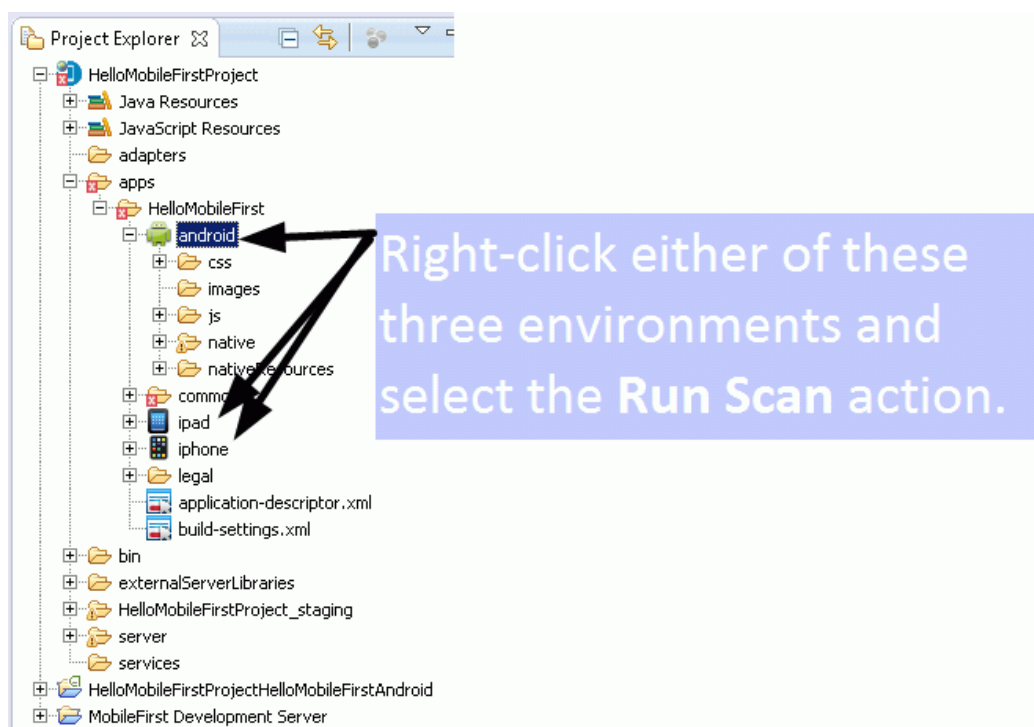 Project Explorer
HelloMobileFirstProject
Java Resources
JavaScript Resources
adapters
apps
HelloMobileFirst
android
css
images
js
native
nativeResources
common
ipad
iphone
legal
application-descriptor.xml
build-settings.xml
bin
externalServerLibraries
HelloMobileFirstProject_staging
server
services
HelloMobileFirstProjectHelloMobileFirstAndroid
MobileFirst Development Server
Right-click either of these
three environments and
select the Run Scan action.